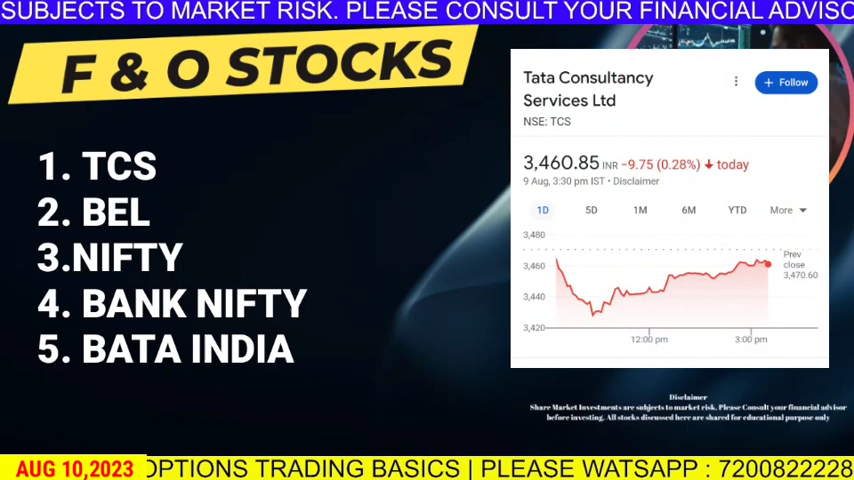 SUBJECTS TO MARKET RISK. PLEASE CONSULT YOUR FINANCIAL ADVISO
F & O STOCKS
1. TCS
2. BEL
3.NIFTY
4. BANK NIFTY
5. BATA INDIA
Tata Consultancy
Services Ltd
+ Follow
NSE: TCS
3,460.85 INR −9.75 (0.28%) ↓ today
9 Aug, 3:30 pm IST • Disclaimer
1D 5D 1M 6M YTD More
3,480
3,460
3,440
3,420
Prev
close
3,470.60
12:00 pm 3:00 pm
Disclaimer
Share Market Investments are subjects to market risk, Please Consult your financial advisor
before investing. All stocks discussed here are shared for educational purpose only
AUG 10,2023 OPTIONS TRADING BASICS | PLEASE WATSAPP : 7200822228